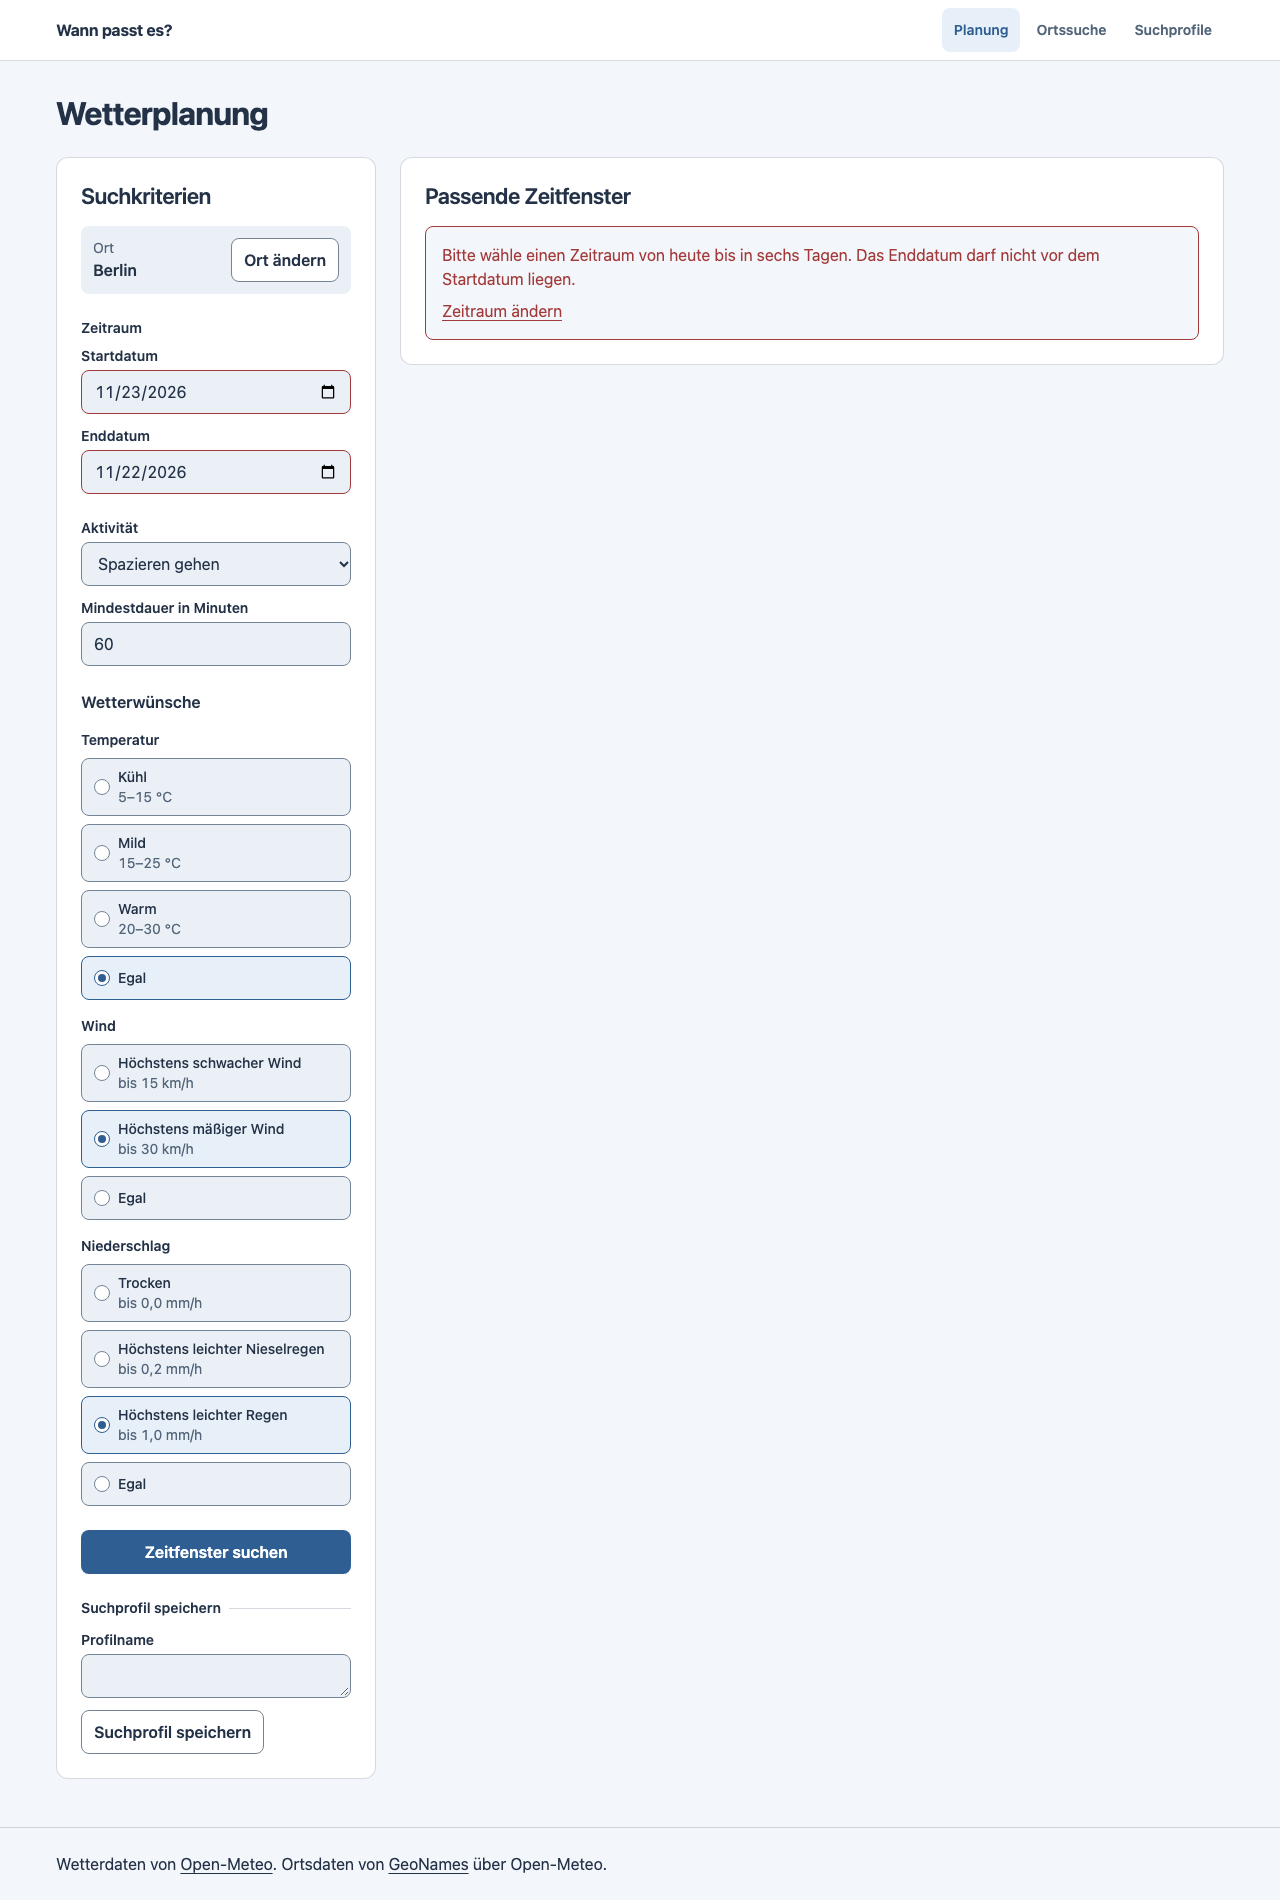 Wann passt es?
Planung
Ortssuche
Suchprofile
Wetterplanung
Suchkriterien
Ort
Berlin
Ort ändern
Zeitraum
Startdatum
11/23/2026
Enddatum
11/22/2026
Aktivität
Spazieren gehen
Mindestdauer in Minuten
60
Wetterwünsche
Temperatur
Kühl
5–15 °C
Mild
15–25 °C
Warm
20–30 °C
Egal
Wind
Höchstens schwacher Wind
bis 15 km/h
Höchstens mäßiger Wind
bis 30 km/h
Egal
Niederschlag
Trocken
bis 0,0 mm/h
Höchstens leichter Nieselregen
bis 0,2 mm/h
Höchstens leichter Regen
bis 1,0 mm/h
Egal
Zeitfenster suchen
Suchprofil speichern
Profilname
Suchprofil speichern
Passende Zeitfenster
Bitte wähle einen Zeitraum von heute bis in sechs Tagen. Das Enddatum darf nicht vor dem
Startdatum liegen.
Zeitraum ändern
Wetterdaten von Open-Meteo. Ortsdaten von GeoNames über Open-Meteo.